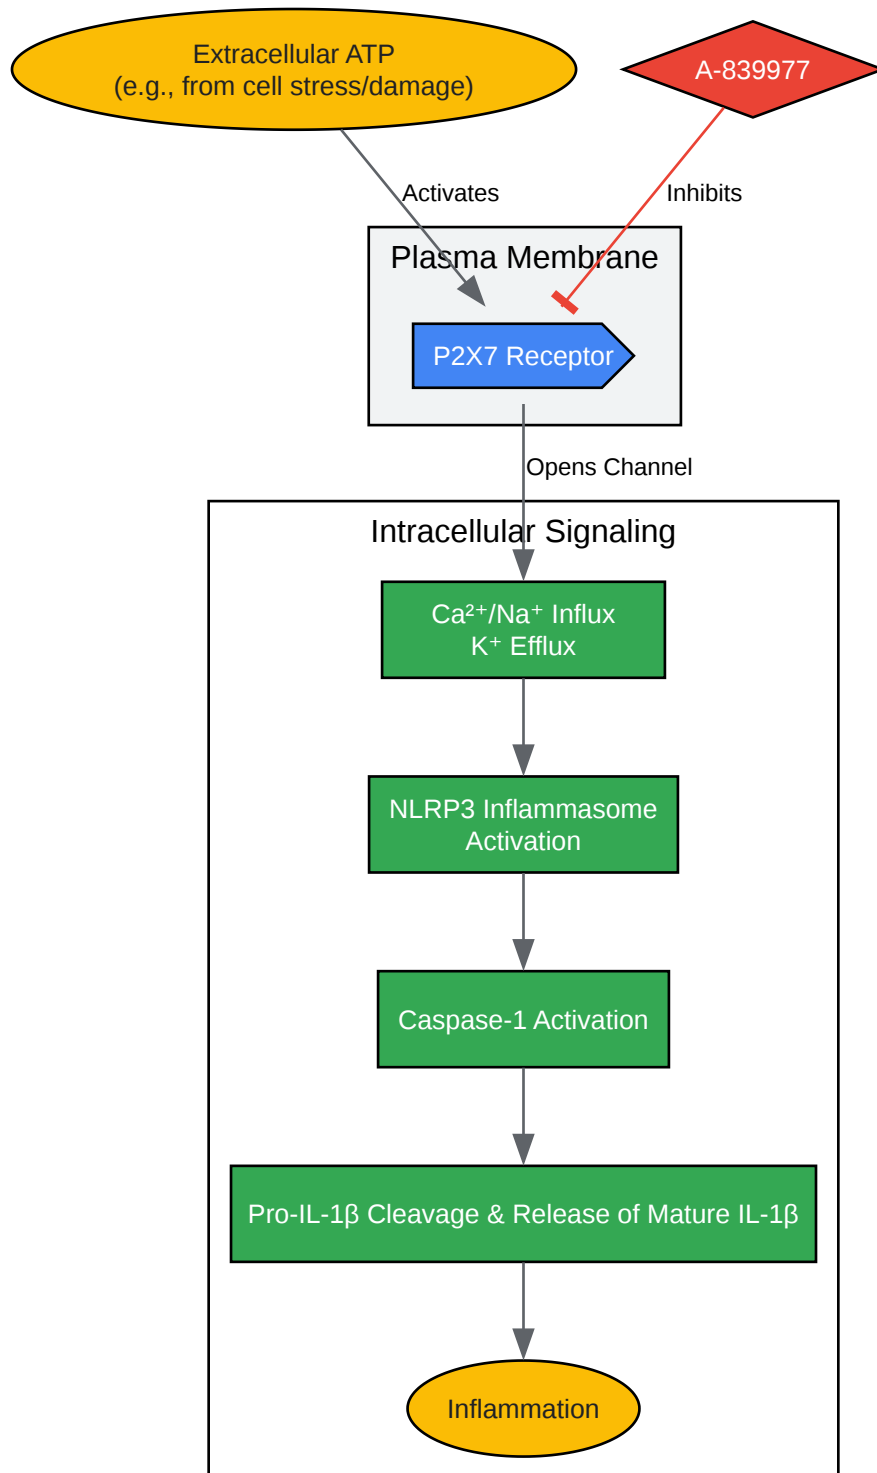 Extracellular ATP
(e.g., from cell stress/damage)
A-839977
Activates
Inhibits
Plasma Membrane
P2X7 Receptor
Opens Channel
Intracellular Signaling
Ca²⁺/Na⁺ Influx
K⁺ Efflux
NLRP3 Inflammasome
Activation
Caspase-1 Activation
Pro-IL-1β Cleavage & Release of Mature IL-1β
Inflammation